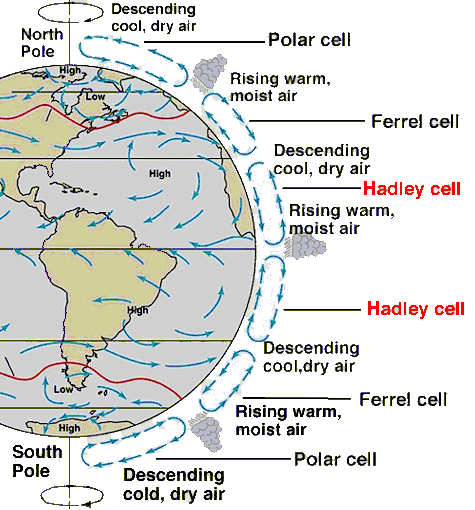 Descending
cool, dry air
North
Pole
Polar cell
High
Rising warm,
moist air
Low
Ferrel cell
Descending
cool, dry air
High
Hadley cell
Rising warm,
moist air
Hadley cell
High
Descending
cool,dry air
Low
Ferrel cell
Rising warm,
moist air
High
South
Pole
Polar cell
Descending
cold, dry air